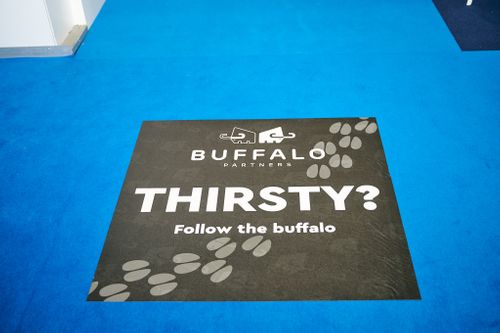 BUFFALO
PARTNERS
THIRSTY?
Follow the buffalo